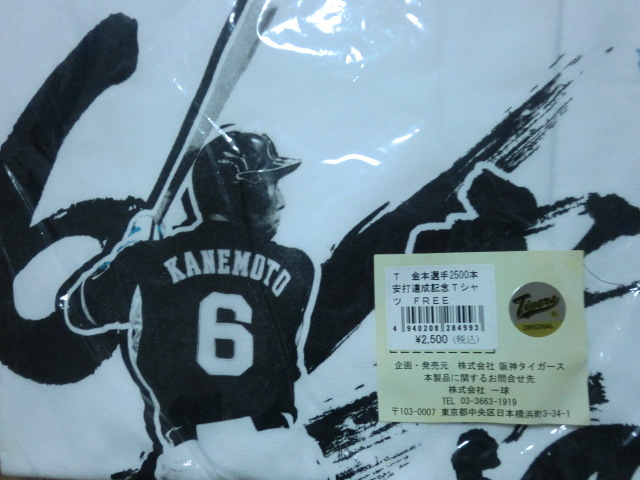 KANEMOTO
6
T 金本選手2500本
安打達成記念Tシャ
ツ FREE
4 940208 284993
¥2,500 (税込)
Tigers
ORIGINAL
企画・発売元 株式会社 阪神タイガース
本製品に関するお問合せ先
株式会社 一球
TEL 03-3663-1919
〒103-0007 東京都中央区日本橋浜町3-34-1